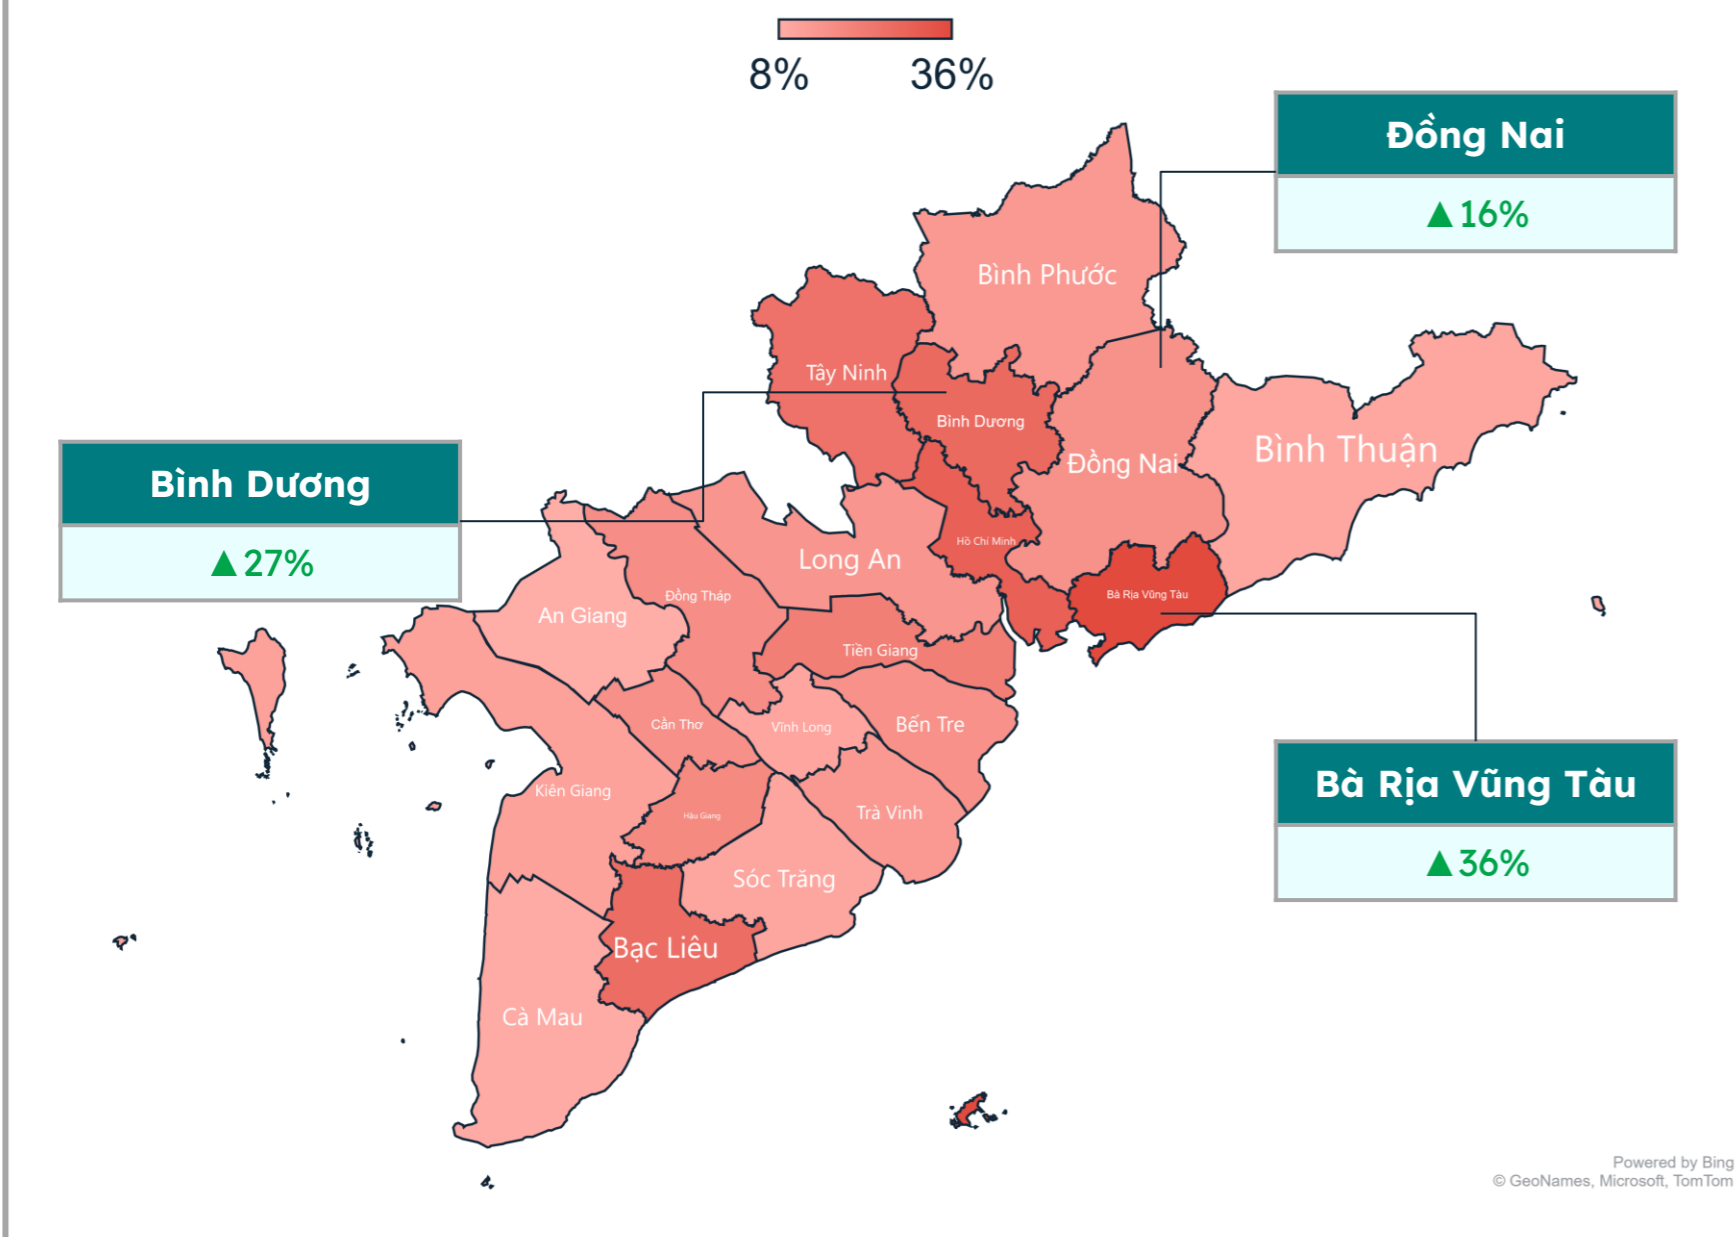 8% 36%
Đồng Nai
▲16%
Bình Phước
Tây Ninh
Bình Dương
Bình Thuận
Đồng Nai
Bình Dương
▲27%
Hồ Chí Minh
Long An
Bà Rịa Vũng Tàu
Đồng Tháp
An Giang
Tiền Giang
Cần Thơ
Vĩnh Long
Bến Tre
Bà Rịa Vũng Tàu
▲36%
Kiên Giang
Hậu Giang
Trà Vinh
Sóc Trăng
Bạc Liêu
Cà Mau
Powered by Bing
© GeoNames, Microsoft, TomTom